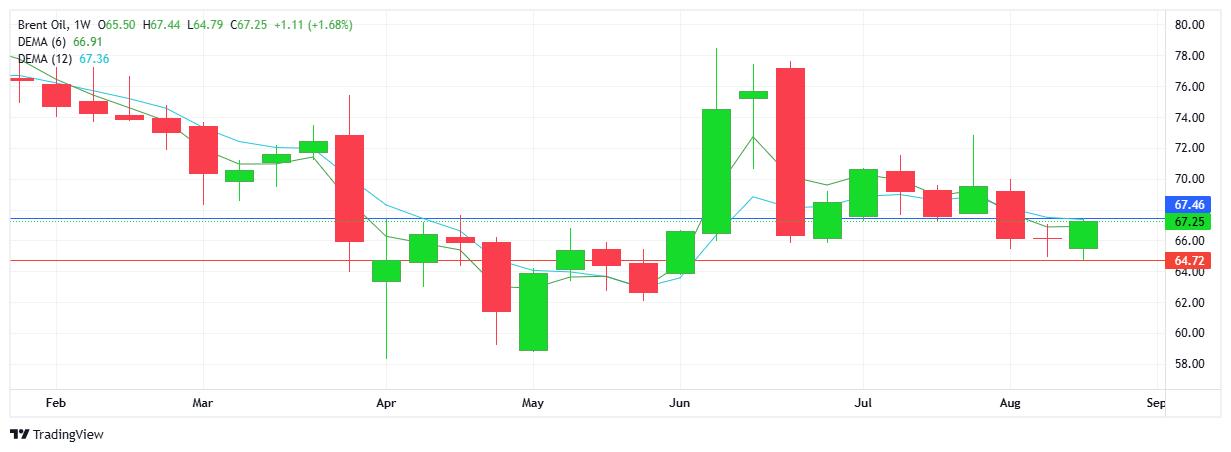 Brent Oil, 1W O65.50 H67.44 L64.79 C67.25 +1.11 (+1.68%)
DEMA (6) 66.91
DEMA (12) 67.36
80.00
78.00
76.00
74.00
72.00
70.00
67.46
67.25
66.00
64.72
64.00
62.00
60.00
58.00
Feb Mar Apr May Jun Jul Aug Sep
TradingView